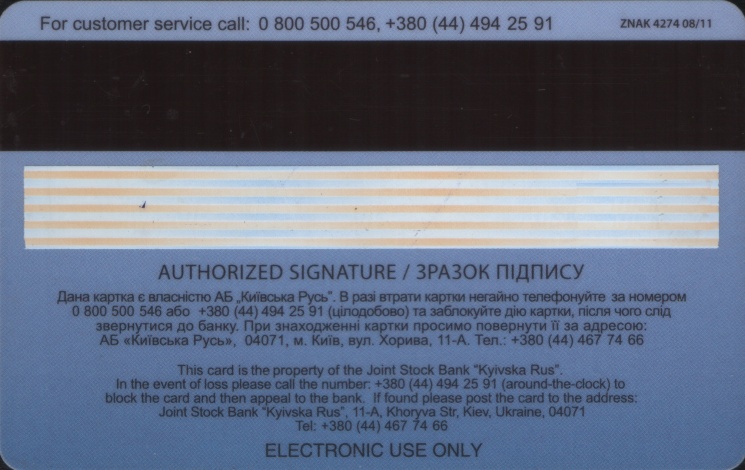 For customer service call: 0 800 500 546, +380 (44) 494 25 91
ZNAK 4274 08/11
AUTHORIZED SIGNATURE / ЗРАЗОК ПІДПИСУ
Дана картка є власністю АБ „Київська Русь". В разі втрати картки негайно телефонуйте за номером
0 800 500 546 або +380 (44) 494 25 91 (цілодобово) та заблокуйте дію картки, після чого слід
звернутися до банку. При знаходженні картки просимо повернути її за адресою:
АБ «Київська Русь», 04071, м. Київ, вул. Хорива, 11-А. Тел.: +380 (44) 467 74 66
This card is the property of the Joint Stock Bank "Kyivska Rus".
In the event of loss please call the number: +380 (44) 494 25 91 (around-the-clock) to
block the card and then appeal to the bank. If found please post the card to the address:
Joint Stock Bank "Kyivska Rus", 11-A, Khoryva Str, Kiev, Ukraine, 04071
Tel: +380 (44) 467 74 66
ELECTRONIC USE ONLY